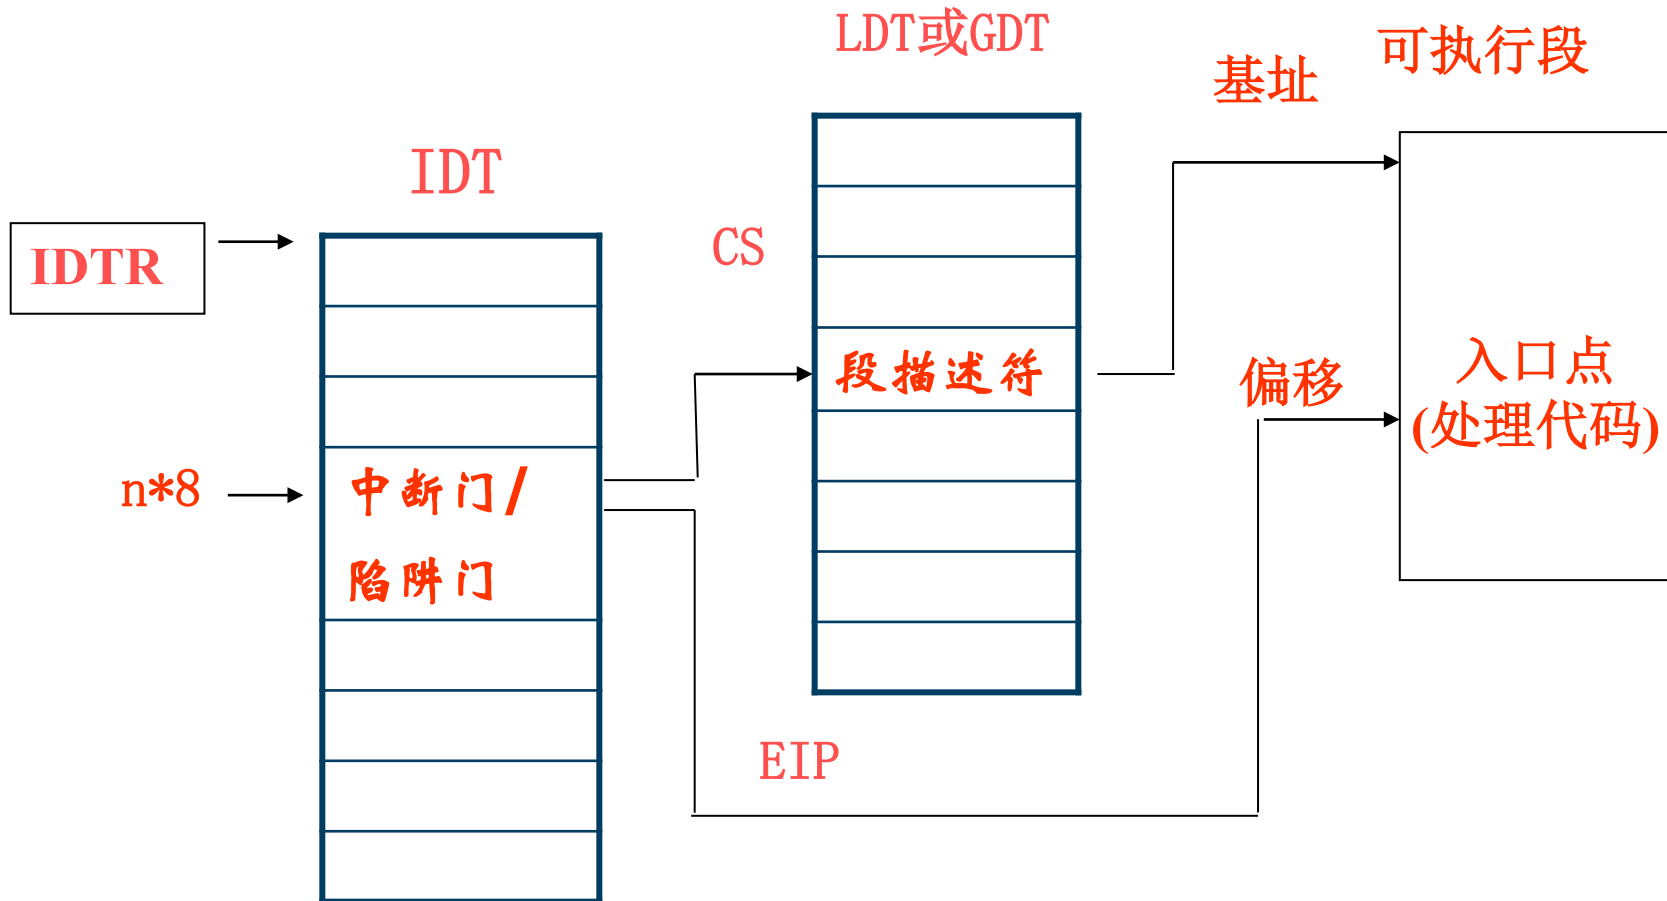 LDT或GDT
可执行段
基址
IDT
CS
IDTR
段描述符
偏移
入口点
(处理代码)
n*8
中断门/
陷阱门
EIP